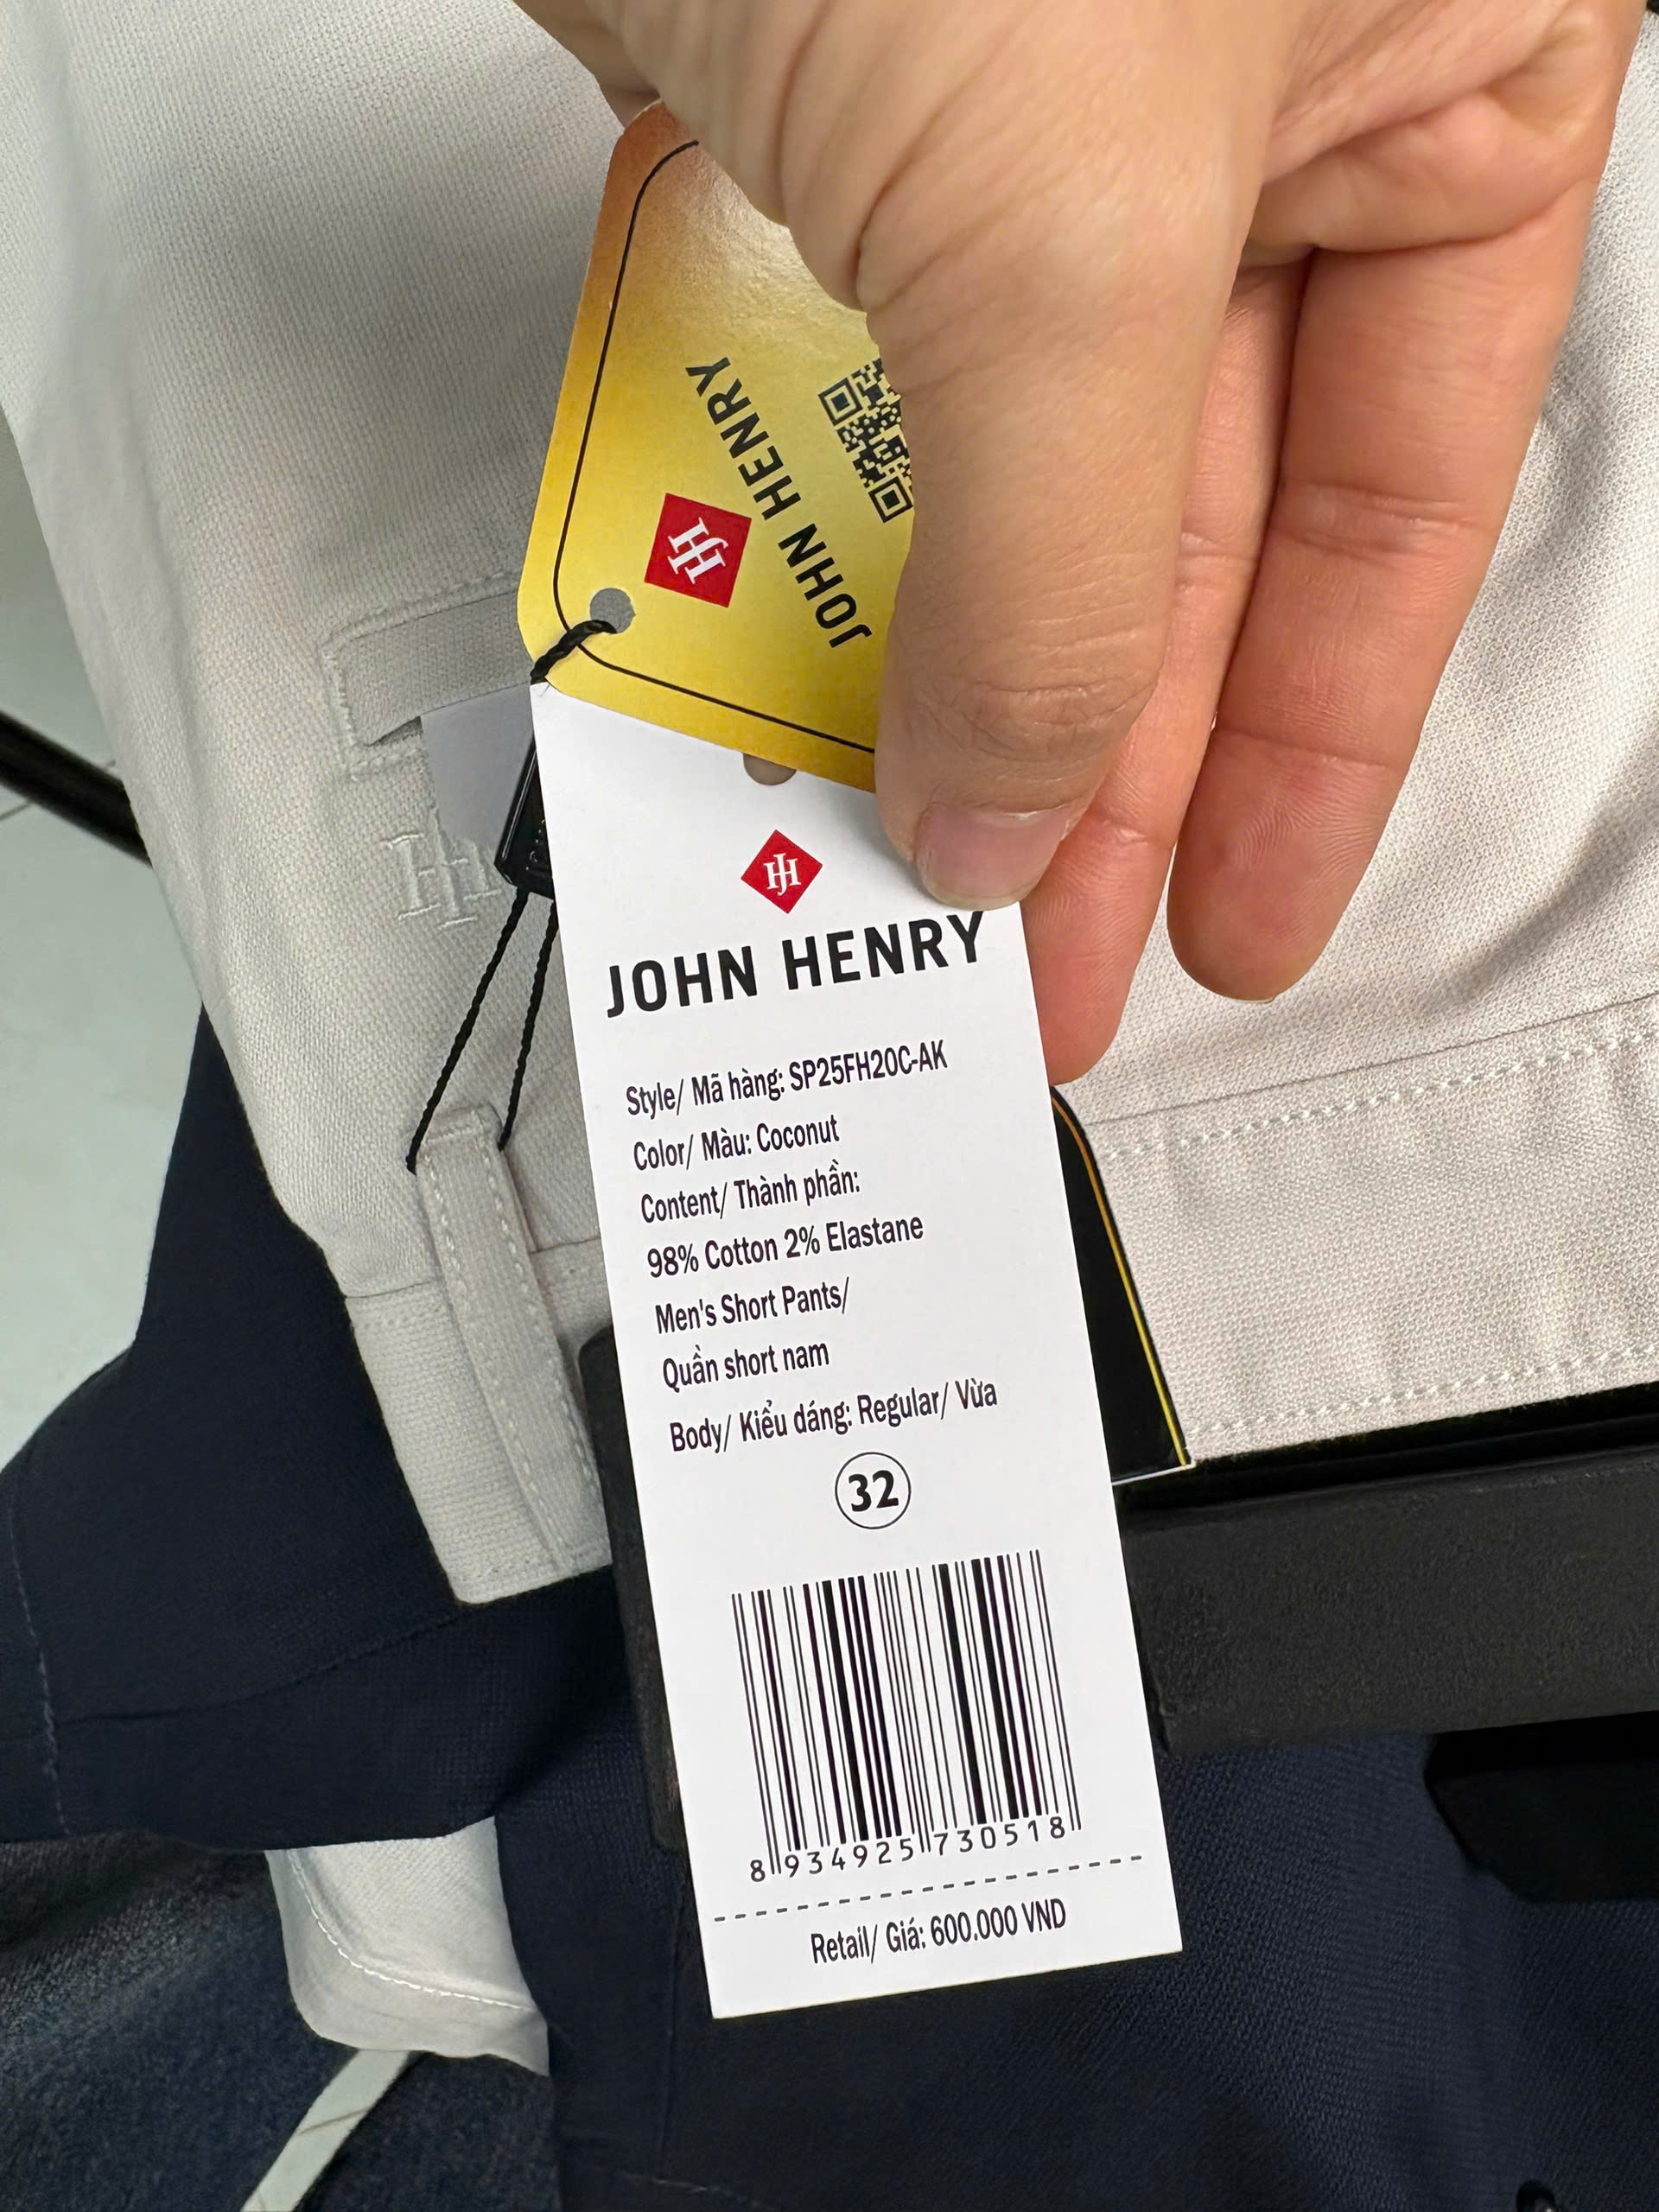 JOHN HENRY
JH
JH
JOHN HENRY
Style/ Mã hàng: SP25FH20C-AK
Color/ Màu: Coconut
Content/ Thành phần:
98% Cotton 2% Elastane
Men's Short Pants/
Quần short nam
Body/ Kiểu dáng: Regular/ Vừa
32
8 934925 730518
Retail/ Giá: 600.000 VND